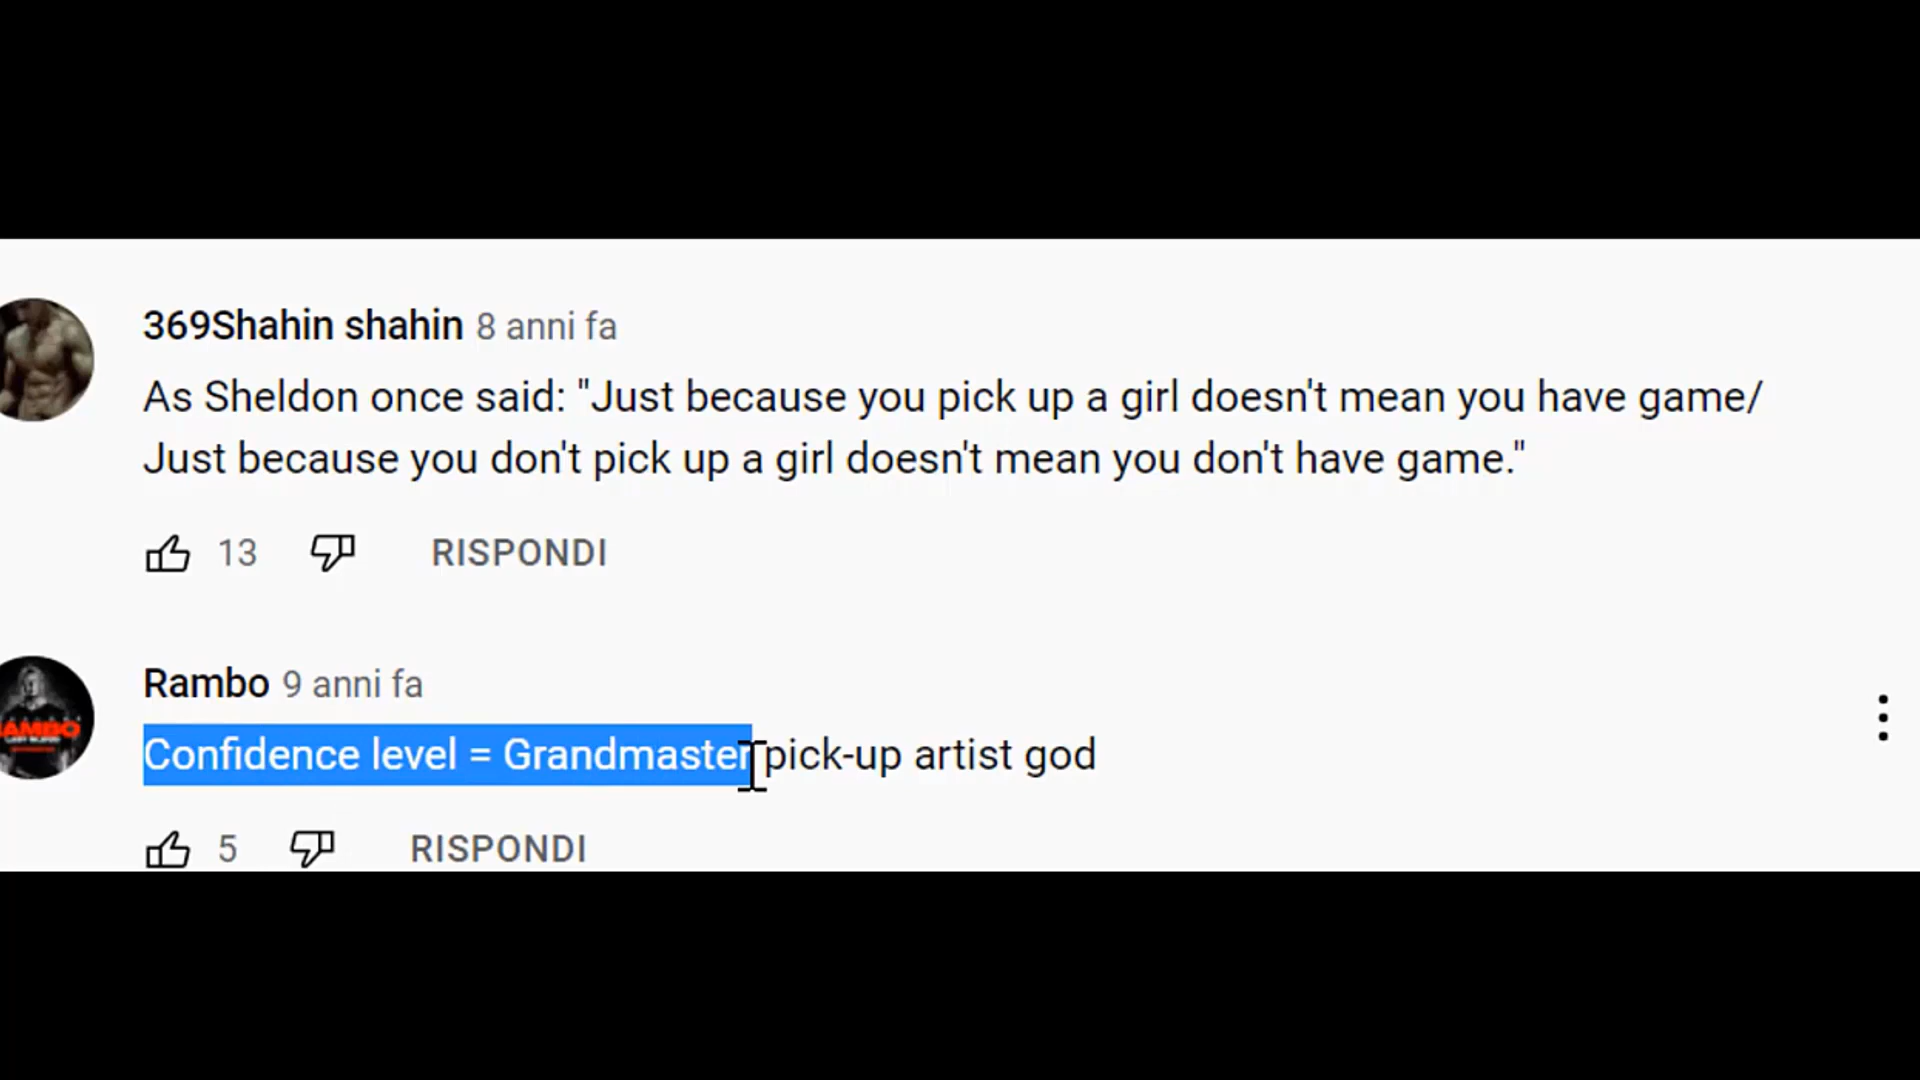 369Shahin shahin 8 anni fa
As Sheldon once said: "Just because you pick up a girl doesn't mean you have game/
Just because you don't pick up a girl doesn't mean you don't have game."
13 RISPONDI
Rambo 9 anni fa
AMBO
Confidence level = Grandmaster pick-up artist god
5 RISPONDI